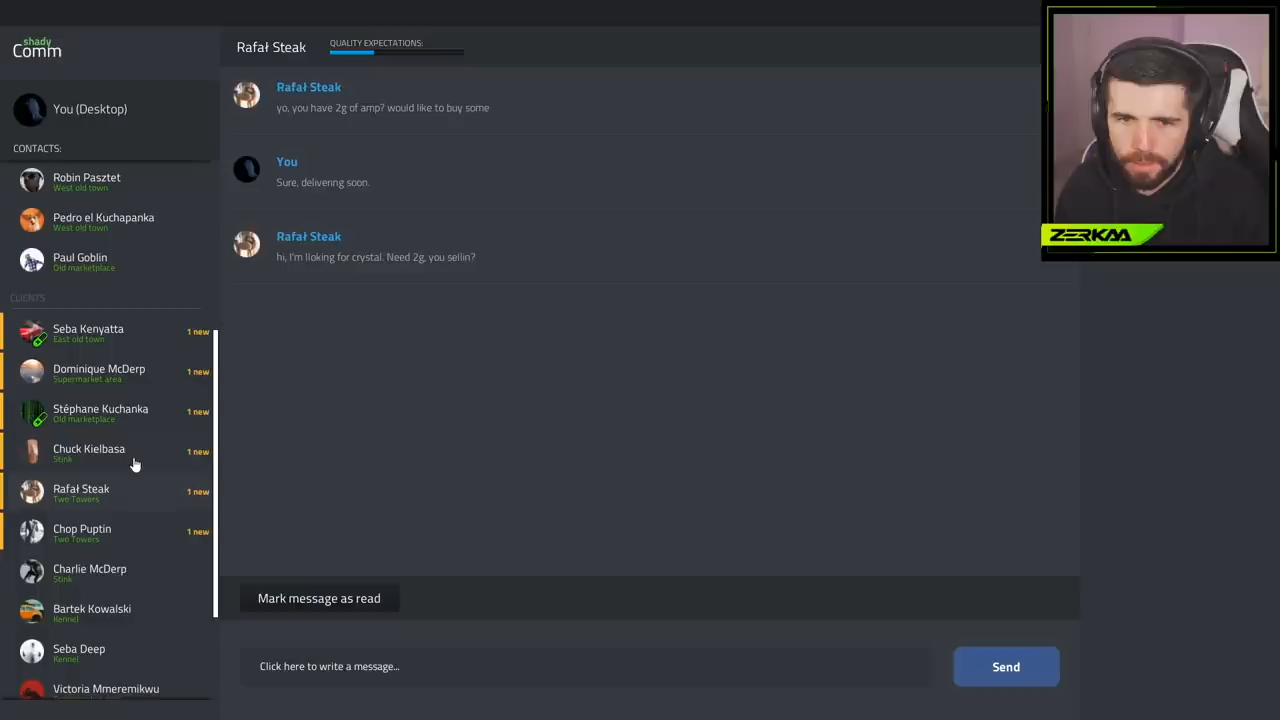 shady
Comm
You (Desktop)
CONTACTS:
Robin Pasztet
West old town
Pedro el Kuchapanka
West old town
Paul Goblin
Old marketplace
CLIENTS
Seba Kenyatta
East old town
1 new
Dominique McDerp
Supermarket area
1 new
Stéphane Kuchanka
Old marketplace
1 new
Chuck Kielbasa
Stink
1 new
Rafał Steak
Two Towers
1 new
Chop Puptin
Two Towers
1 new
Charlie McDerp
Stink
Bartek Kowalski
Kennel
Seba Deep
Kennel
Victoria Mmeremikwu
Rafał Steak
QUALITY EXPECTATIONS:
Rafał Steak
yo, you have 2g of amp? would like to buy some
You
Sure, delivering soon.
Rafał Steak
hi, I'm lloking for crystal. Need 2g, you sellin?
Mark message as read
Click here to write a message...
Send
ZERKAA